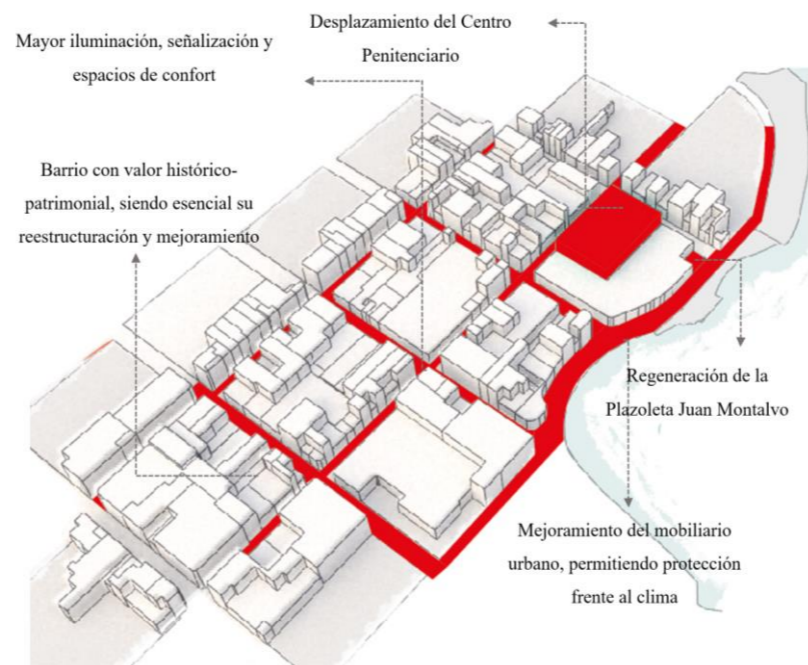 Desplazamiento del Centro
Penitenciario
Mayor iluminación, señalización y
espacios de confort
Barrio con valor histórico-
patrimonial, siendo esencial su
reestructuración y mejoramiento
Regeneración de la
Plazoleta Juan Montalvo
Mejoramiento del mobiliario
urbano, permitiendo protección
frente al clima